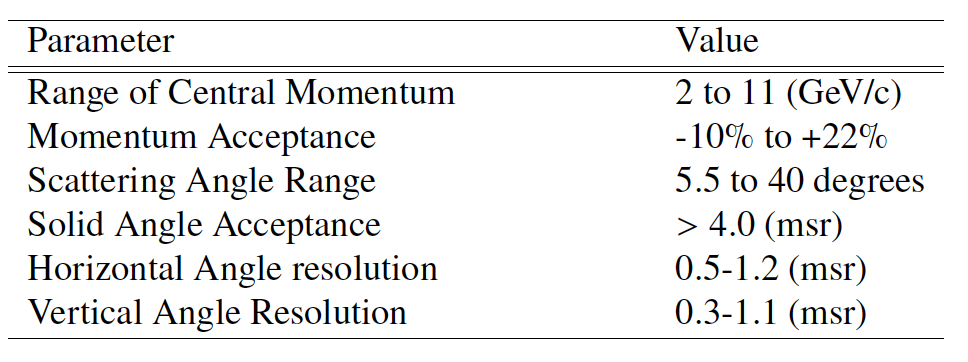 Parameter Value
Range of Central Momentum 2 to 11 (GeV/c)
Momentum Acceptance -10% to +22%
Scattering Angle Range 5.5 to 40 degrees
Solid Angle Acceptance > 4.0 (msr)
Horizontal Angle resolution 0.5-1.2 (msr)
Vertical Angle Resolution 0.3-1.1 (msr)